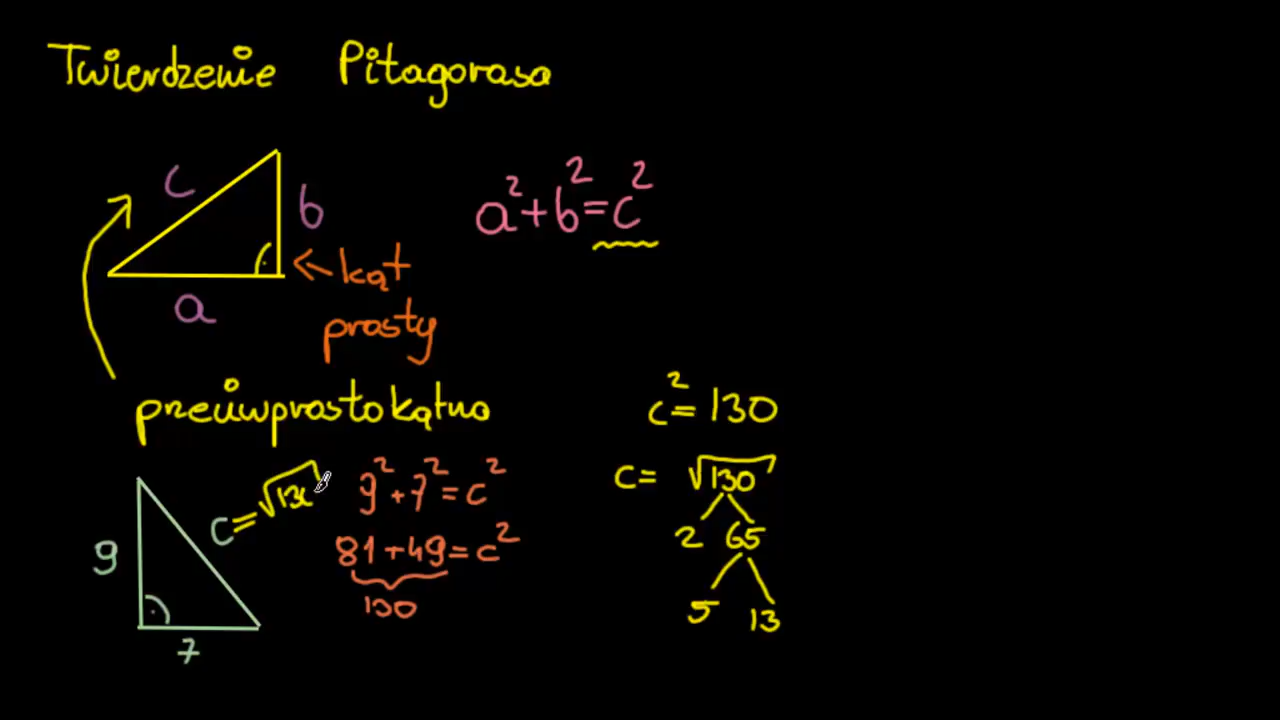 Twierdzenie Pitagorasa
c
b
a
a²+b²=c²
kąt
prosty
przeciwprostokątna
9
7
c=√130
9²+7²=c²
81+49=c²
130
c²=130
c=√130
2 65
5 13